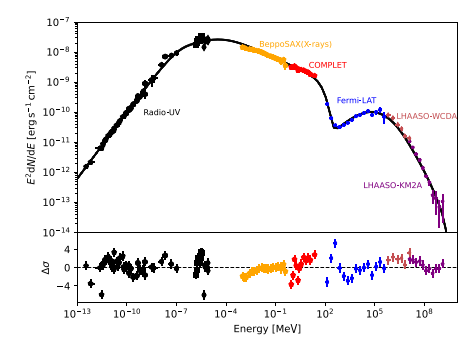 10⁻⁷
10⁻⁸
10⁻⁹
10⁻¹⁰
10⁻¹¹
10⁻¹²
10⁻¹³
10⁻¹⁴
E²dN/dE [erg s⁻¹ cm⁻²]
BeppoSAX(X-rays)
COMPLET
Radio-UV
Fermi-LAT
LHAASO-WCDA
LHAASO-KM2A
4
0
−4
Δσ
10⁻¹³ 10⁻¹⁰ 10⁻⁷ 10⁻⁴ 10⁻¹ 10² 10⁵ 10⁸
Energy [MeV]